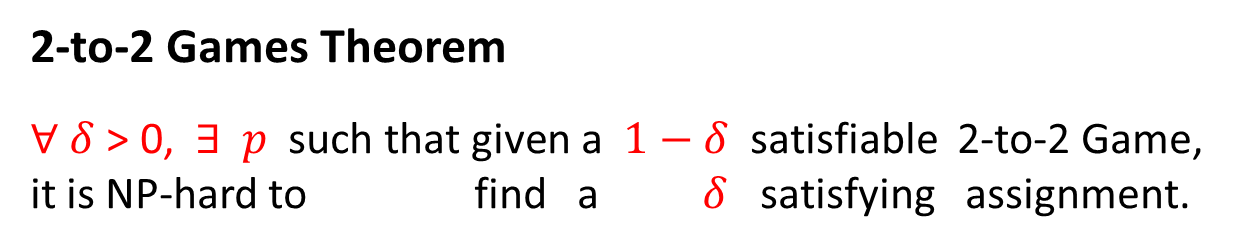 2-to-2 Games Theorem
∀ δ > 0, ∃ p such that given a 1 − δ satisfiable 2-to-2 Game,
it is NP-hard to find a δ satisfying assignment.